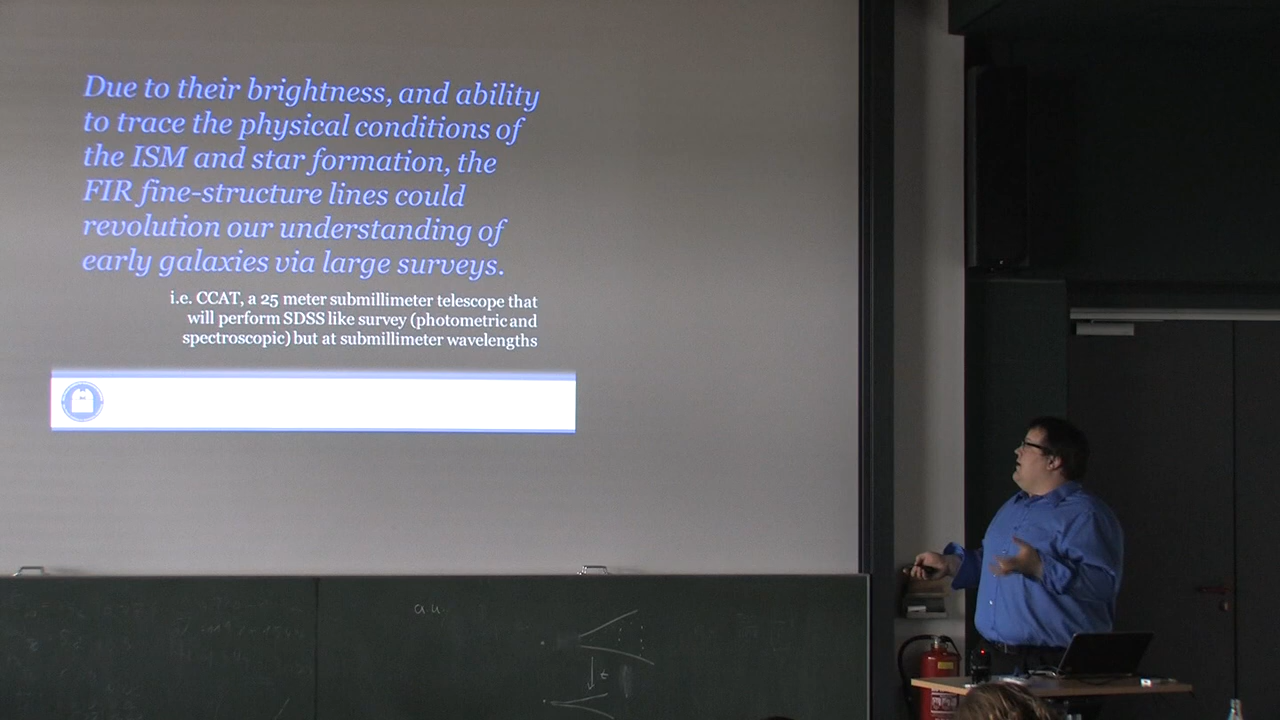 Due to their brightness, and ability
to trace the physical conditions of
the ISM and star formation, the
FIR fine-structure lines could
revolution our understanding of
early galaxies via large surveys.
i.e. CCAT, a 25 meter submillimeter telescope that
will perform SDSS like survey (photometric and
spectroscopic) but at submillimeter wavelengths
a.u.
t